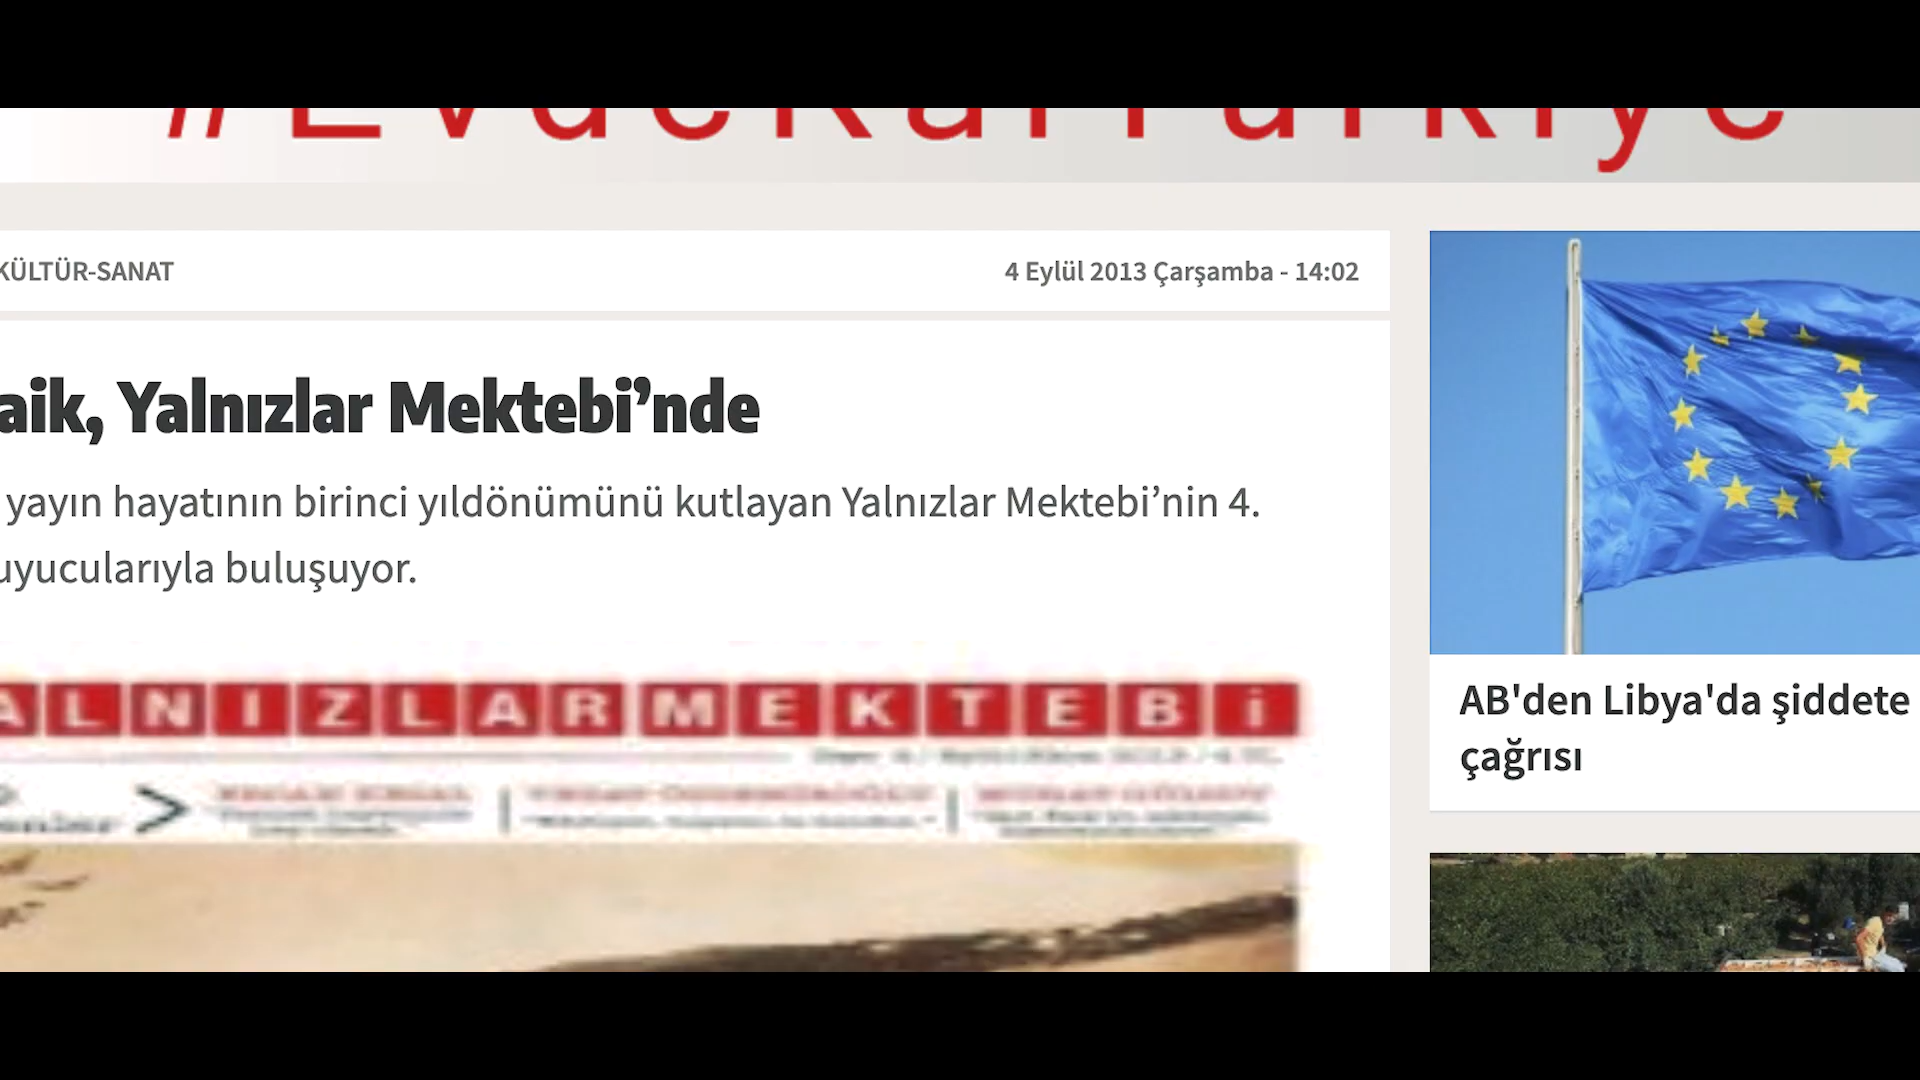 #EvdeKalTürkiye
KÜLTÜR-SANAT
4 Eylül 2013 Çarşamba - 14:02
aik, Yalnızlar Mektebi’nde
yayın hayatının birinci yıldönümünü kutlayan Yalnızlar Mektebi’nin 4.
uyucularıyla buluşuyor.
ALNIZLARMEKTEBİ
AB'den Libya'da şiddete
çağrısı